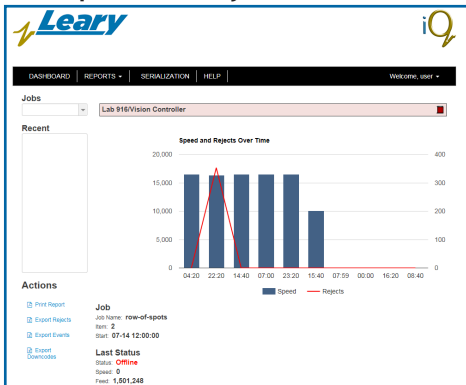 Leary
iQ
DASHBOARD REPORTS SERIALIZATION HELP Welcome, user
Jobs
Lab 916/Vision Controller
Recent
Speed and Rejects Over Time
20,000 400
15,000 300
10,000 200
5,000 100
0 0
04:20 22:20 14:40 07:00 23:20 15:40 07:59 00:00 16:20 08:40
Speed Rejects
Actions
Print Report
Export Rejects
Export Events
Export
Downcodes
Job
Job Name: row-of-spots
Item: 2
Start: 07-14 12:00:00
Last Status
Status: Offline
Speed: 0
Feed: 1,501,248